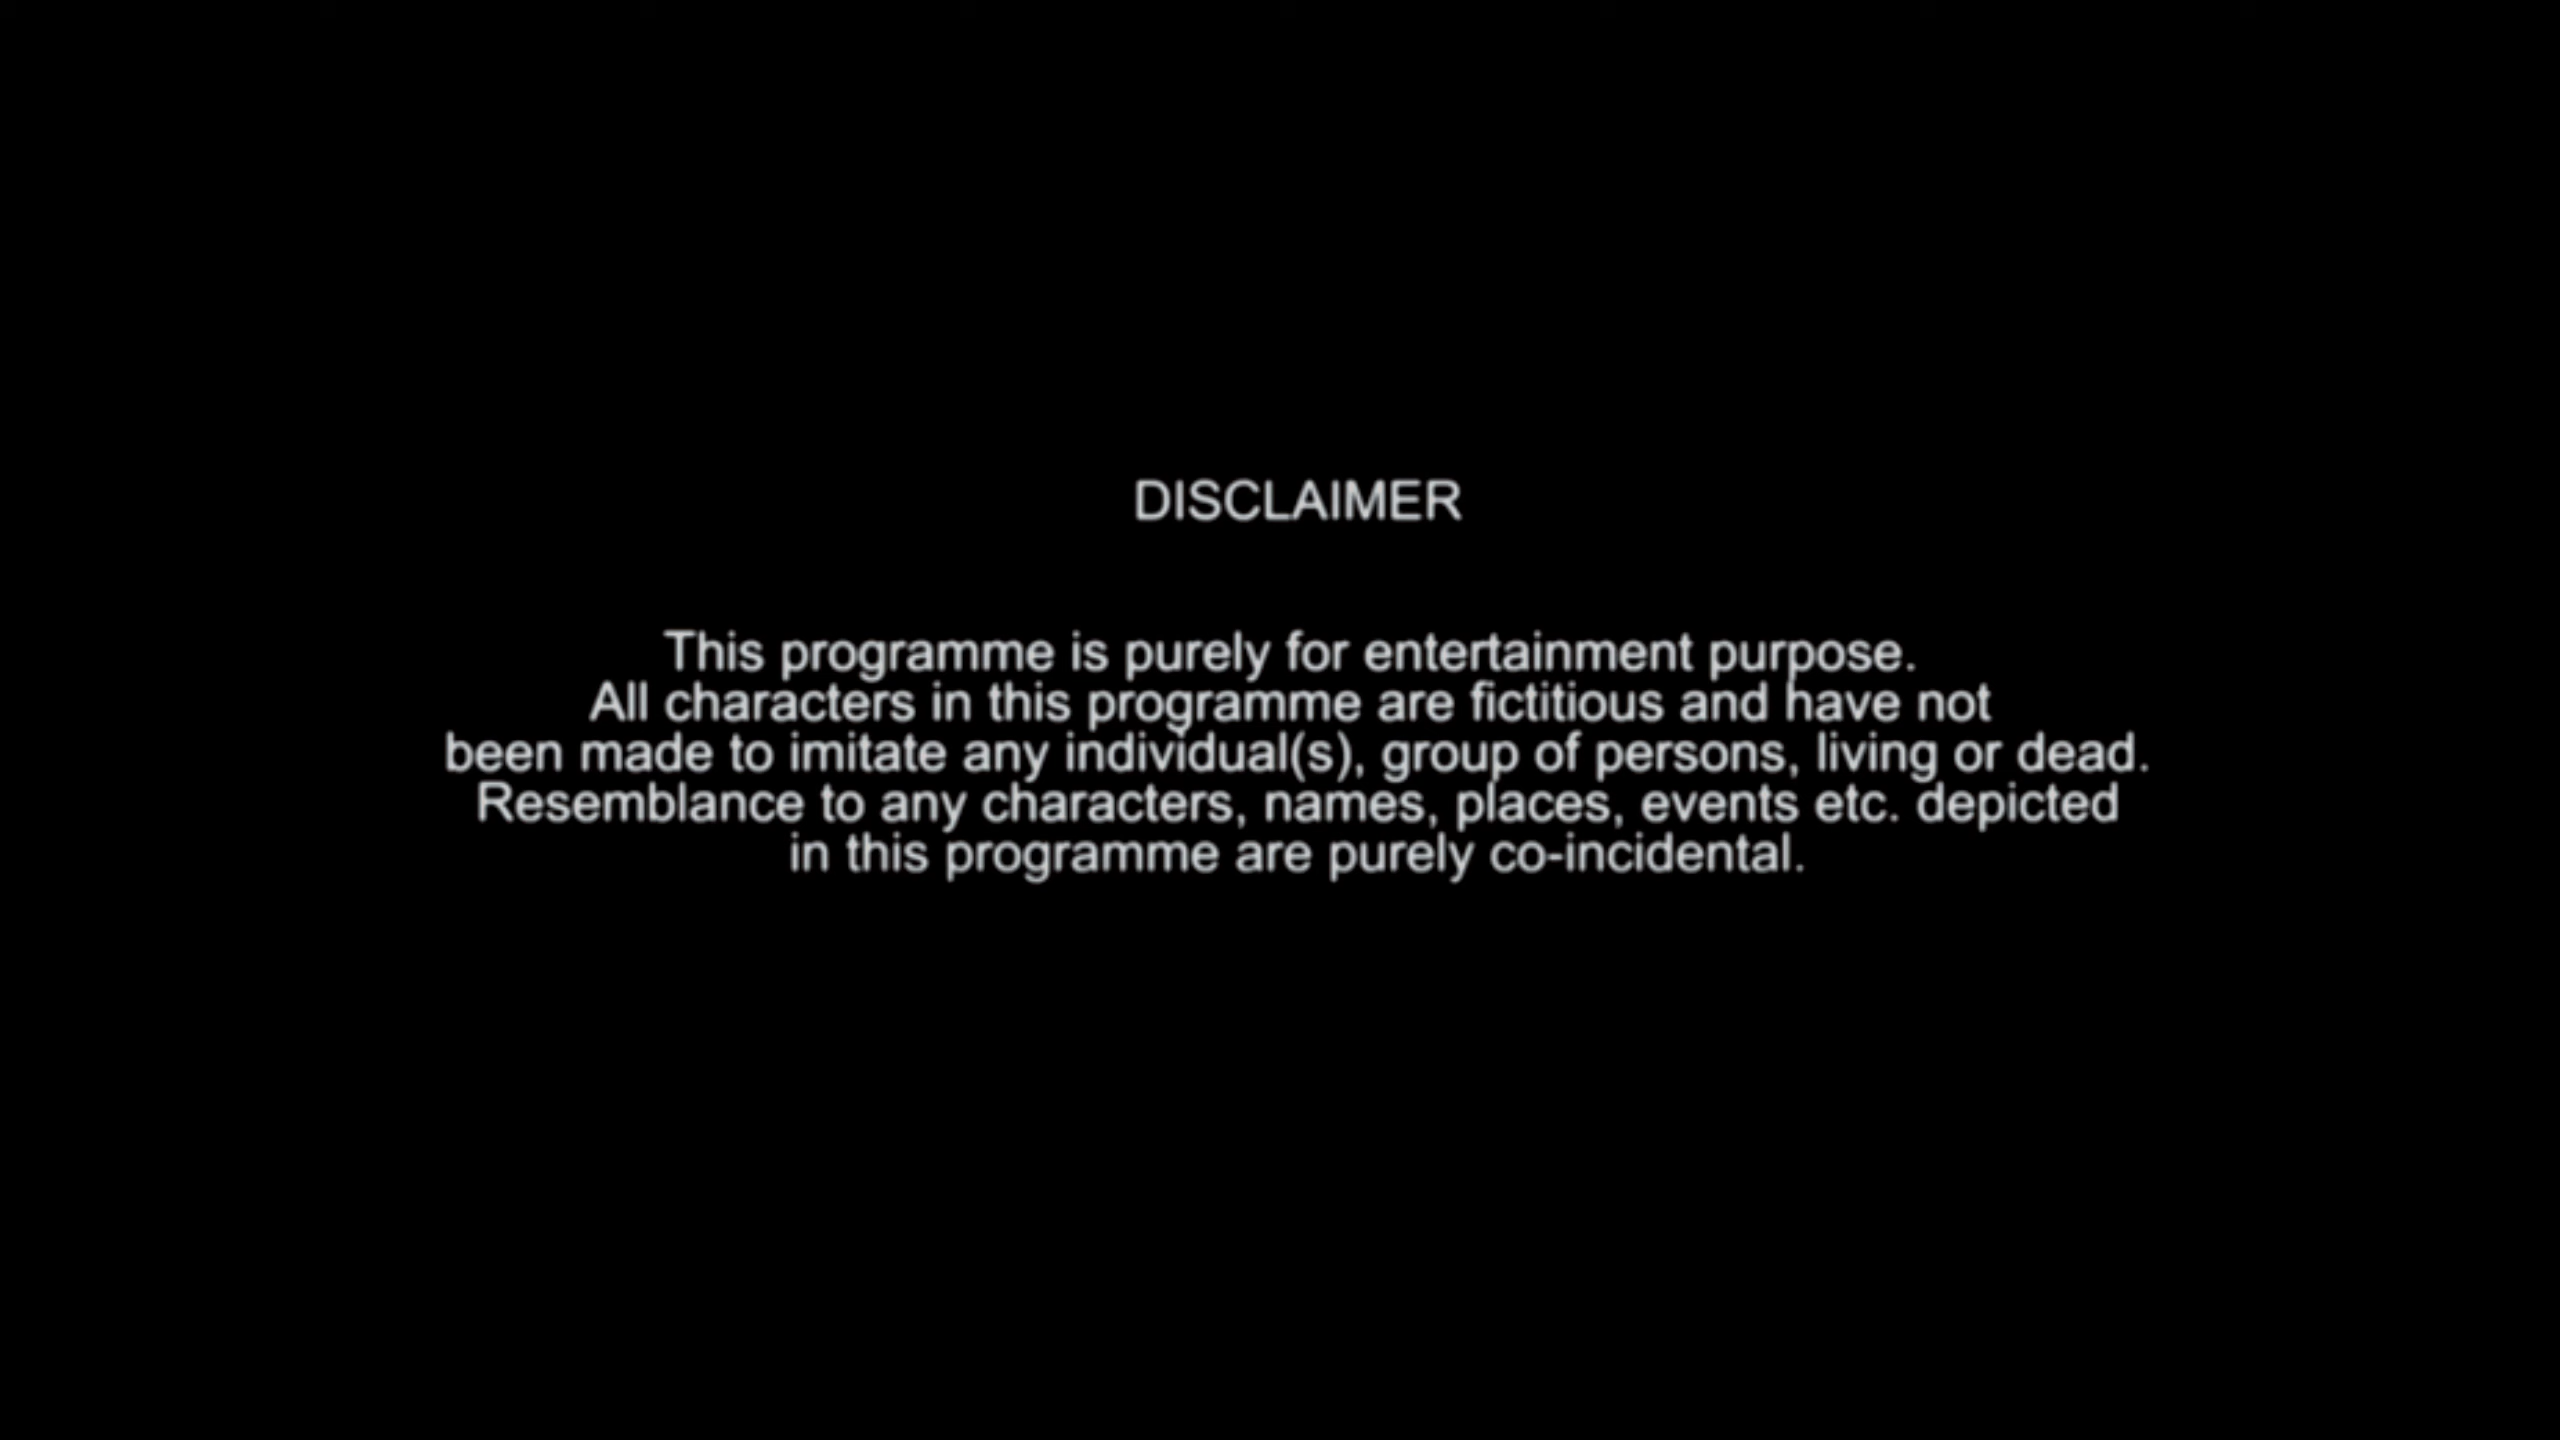 DISCLAIMER
This programme is purely for entertainment purpose.
All characters in this programme are fictitious and have not
been made to imitate any individual(s), group of persons, living or dead.
Resemblance to any characters, names, places, events etc. depicted
in this programme are purely co-incidental.